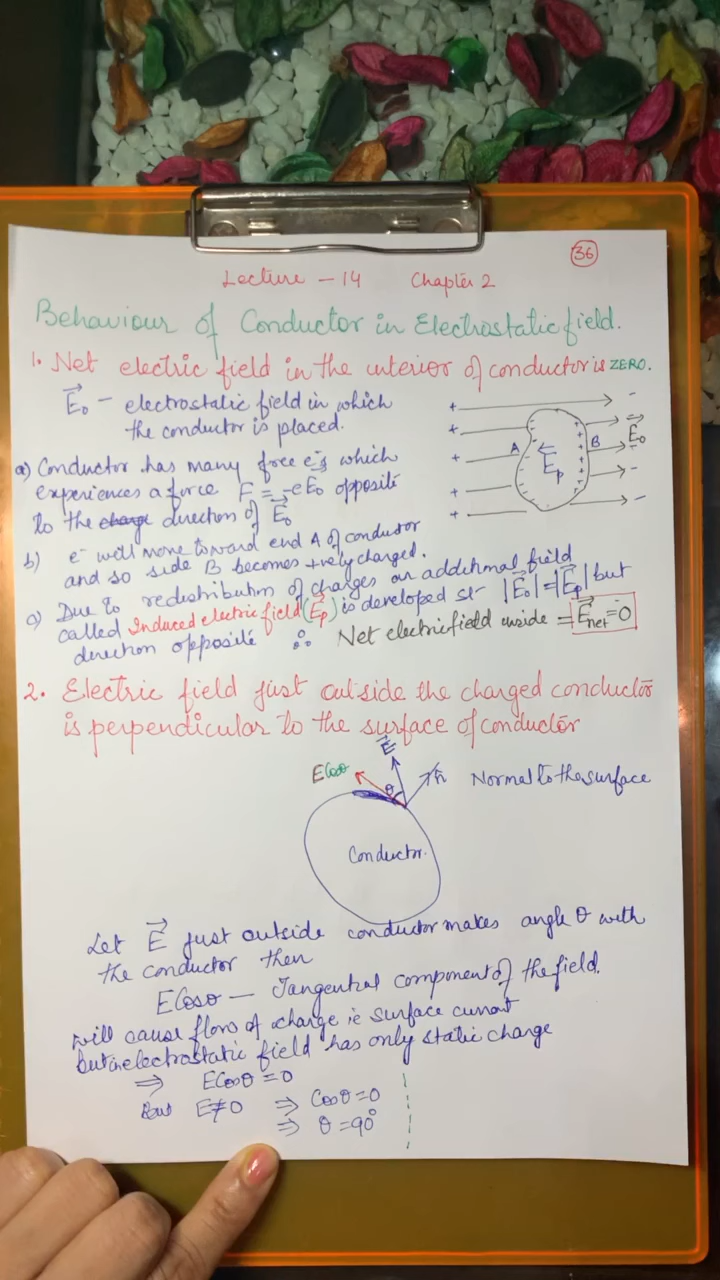 36
Lecture - 14 Chapter 2
Behaviour of Conductor in Electrostatic field.
1. Net electric field in the interior of conductor is ZERO.
E₀ - electrostatic field in which
the conductor is placed.
a) Conductor has many free e⁻s which
experiences a force F = -eE₀ opposite
to the direction of E₀
b) e⁻ will move toward end A of conductor
and so side B becomes +vely charged.
c) Due to redistribution of charges an additional field
called Induced electric field (Ep) is developed st |E₀| = |Ep| but
direction opposite ∴ Net electric field inside = Enet = 0
A Ep B E₀
2. Electric field just outside the charged conductor
is perpendicular to the surface of conductor
E
Ecosθ θ n̂ Normal to the surface
Conductor.
Let E just outside conductor makes angle θ with
the conductor then
Ecosθ - Tangential component of the field.
will cause flow of charge ie surface current
but electrostatic field has only static charge
⇒ Ecosθ = 0
But E≠0 ⇒ Cosθ = 0
⇒ θ = 90°